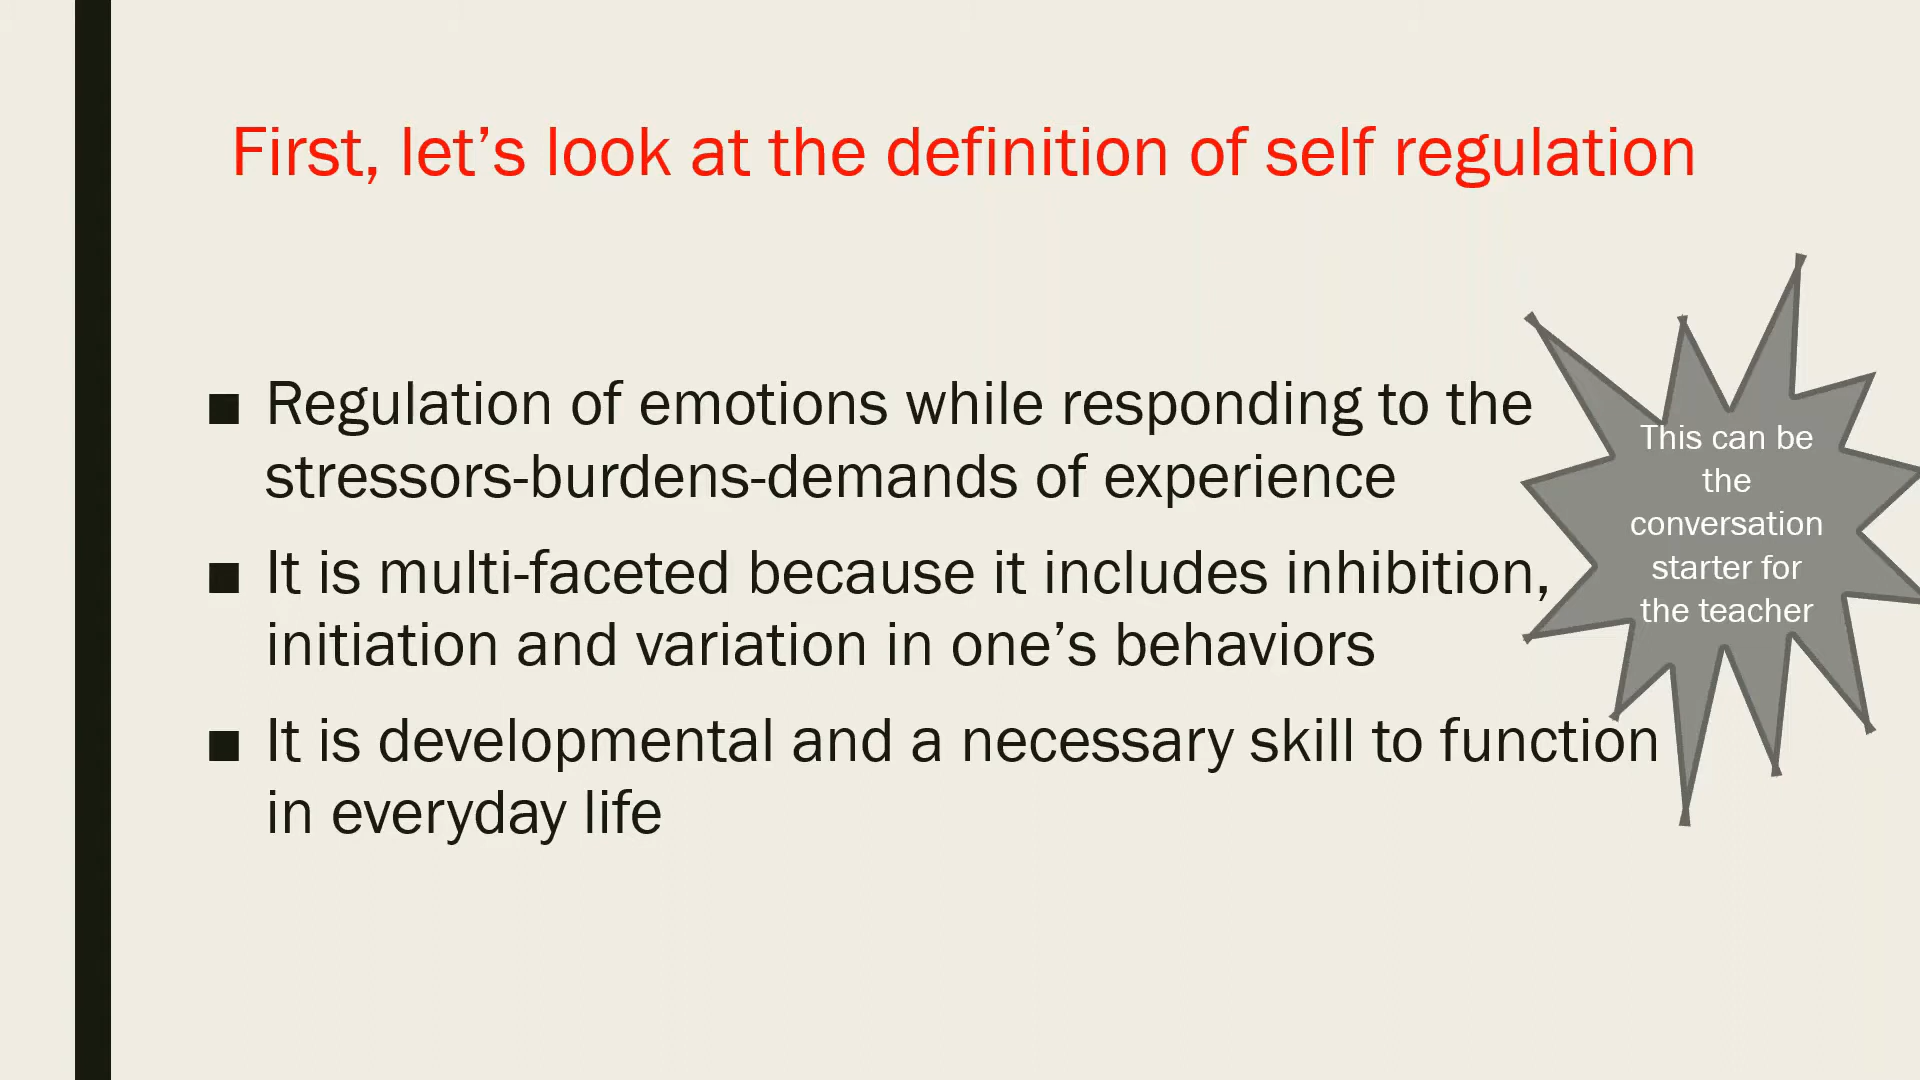 First, let’s look at the definition of self regulation
■ Regulation of emotions while responding to the
stressors-burdens-demands of experience
■ It is multi-faceted because it includes inhibition,
initiation and variation in one’s behaviors
■ It is developmental and a necessary skill to function
in everyday life
This can be
the
conversation
starter for
the teacher